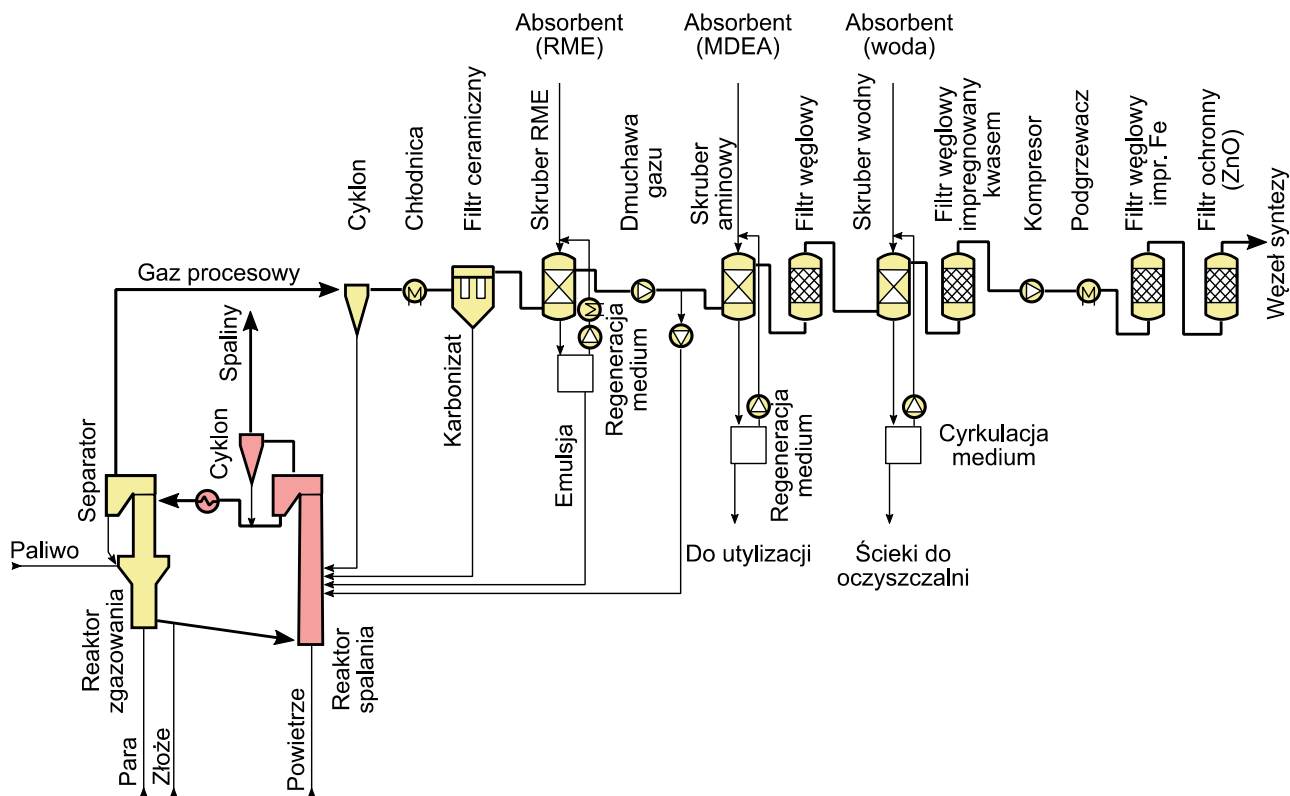 Absorbent
(RME)
Absorbent
(MDEA)
Absorbent
(woda)
Cyklon
Chłodnica
Filtr ceramiczny
Skruber RME
Dmuchawa
gazu
Skruber
aminowy
Filtr węglowy
Skruber wodny
Filtr węglowy
impregnowany
kwasem
Kompresor
Podgrzewacz
Filtr węglowy
impr. Fe
Filtr ochronny
(ZnO)
Węzeł syntezy
Gaz procesowy
Spaliny
Cyklon
Separator
Karbonizat
Emulsja
Regeneracja
medium
Regeneracja
medium
Cyrkulacja
medium
Paliwo
Do utylizacji
Ścieki do
oczyszczalni
Reaktor
zgazowania
Reaktor
spalania
Para
Złoże
Powietrze